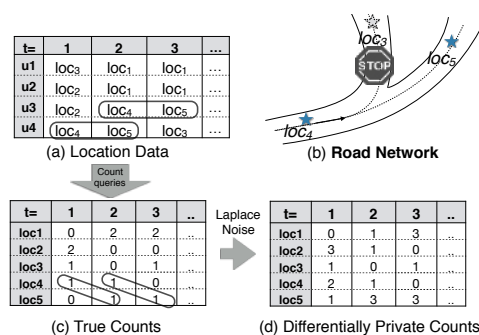 t= 1 2 3 ...
u1 loc3 loc1 loc1 ...
u2 loc2 loc1 loc1 ...
u3 loc2 loc4 loc5 ...
u4 loc4 loc5 loc3 ...
(a) Location Data
loc3
STOP
loc5
loc4
(b) Road Network
Count
queries
Laplace
Noise
t= 1 2 3 ..
loc1 0 2 2 ..
loc2 2 0 0 ..
loc3 1 0 1 ..
loc4 1 1 0 ..
loc5 0 1 1 ..
(c) True Counts
t= 1 2 3 ..
loc1 0 1 3 ..
loc2 3 1 0 ..
loc3 1 0 1 ..
loc4 2 1 0 ..
loc5 1 3 3 ..
(d) Differentially Private Counts